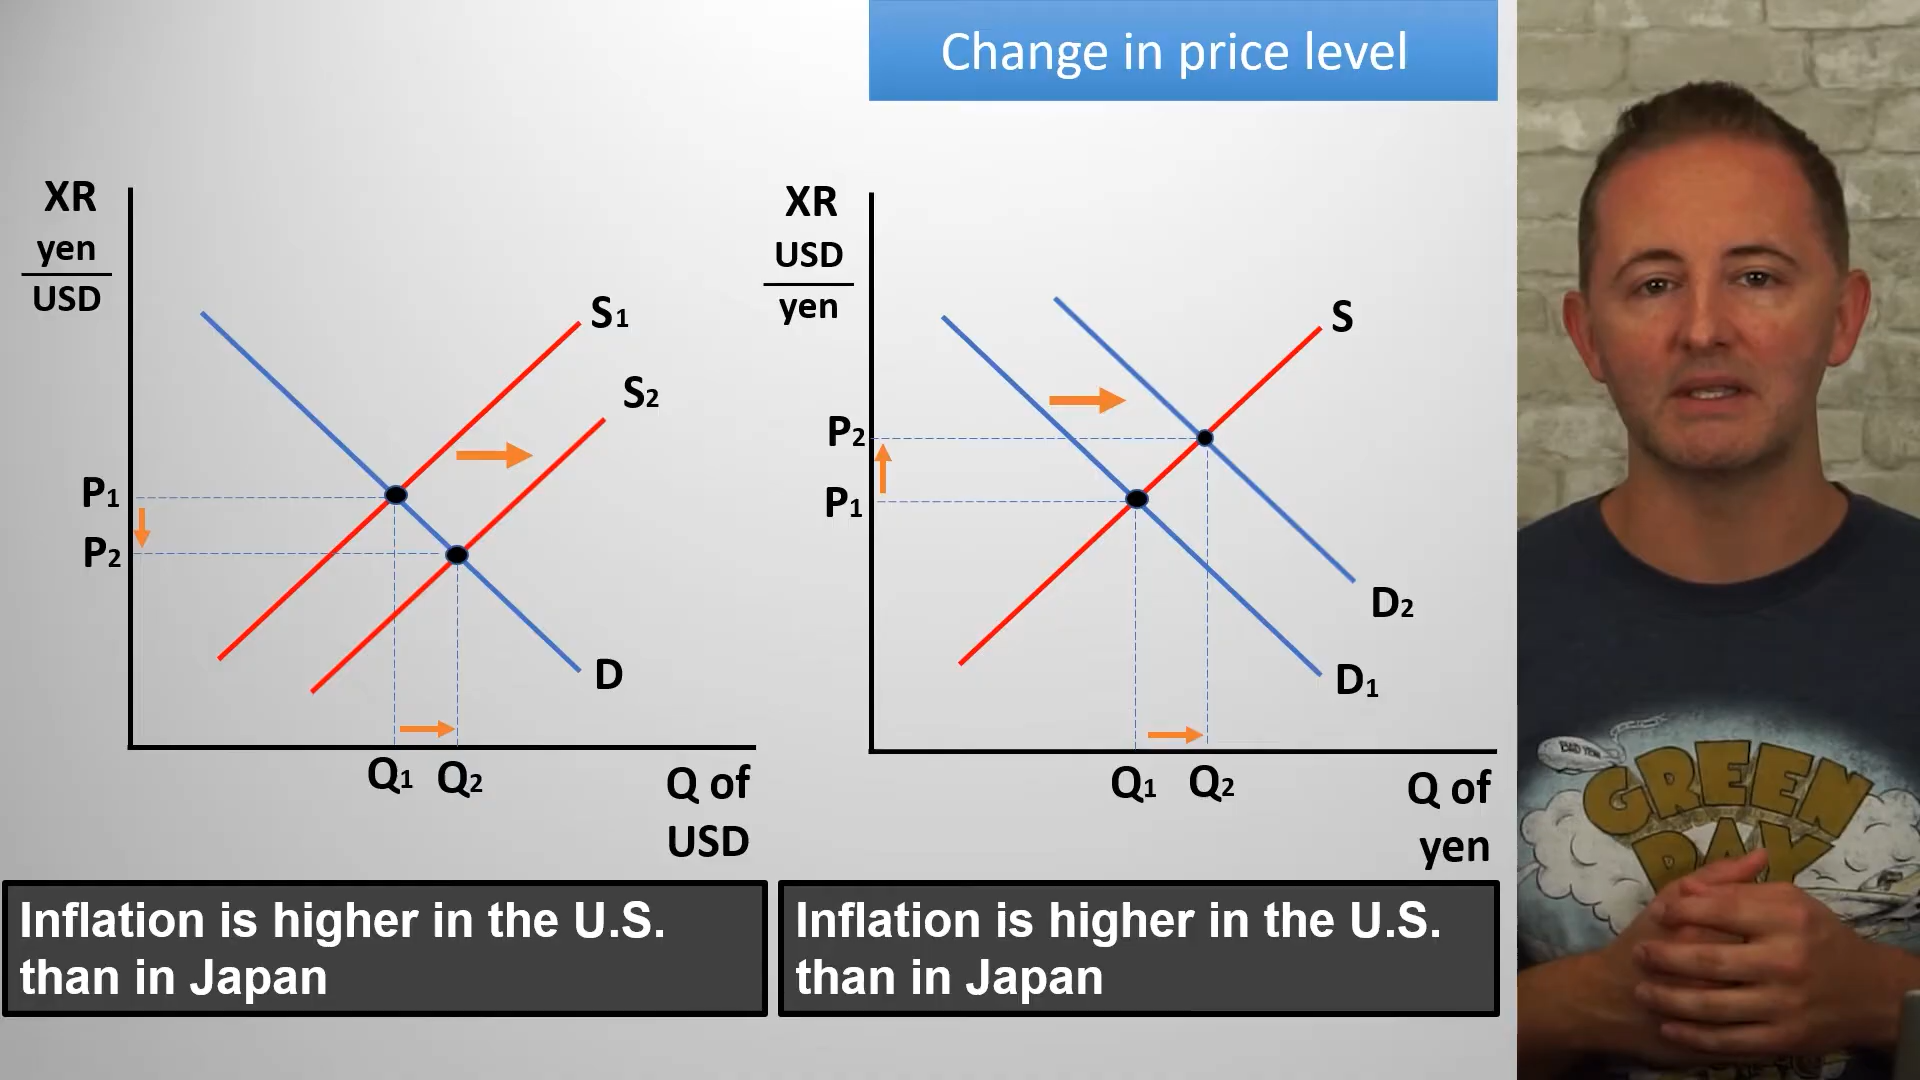 Change in price level
XR
yen
USD
S1
S2
P1
P2
D
Q1 Q2
Q of
USD
XR
USD
yen
S
P2
P1
D2
D1
Q1 Q2
Q of
yen
Inflation is higher in the U.S.
than in Japan
Inflation is higher in the U.S.
than in Japan
BAD YEAR
GREEN
DAY